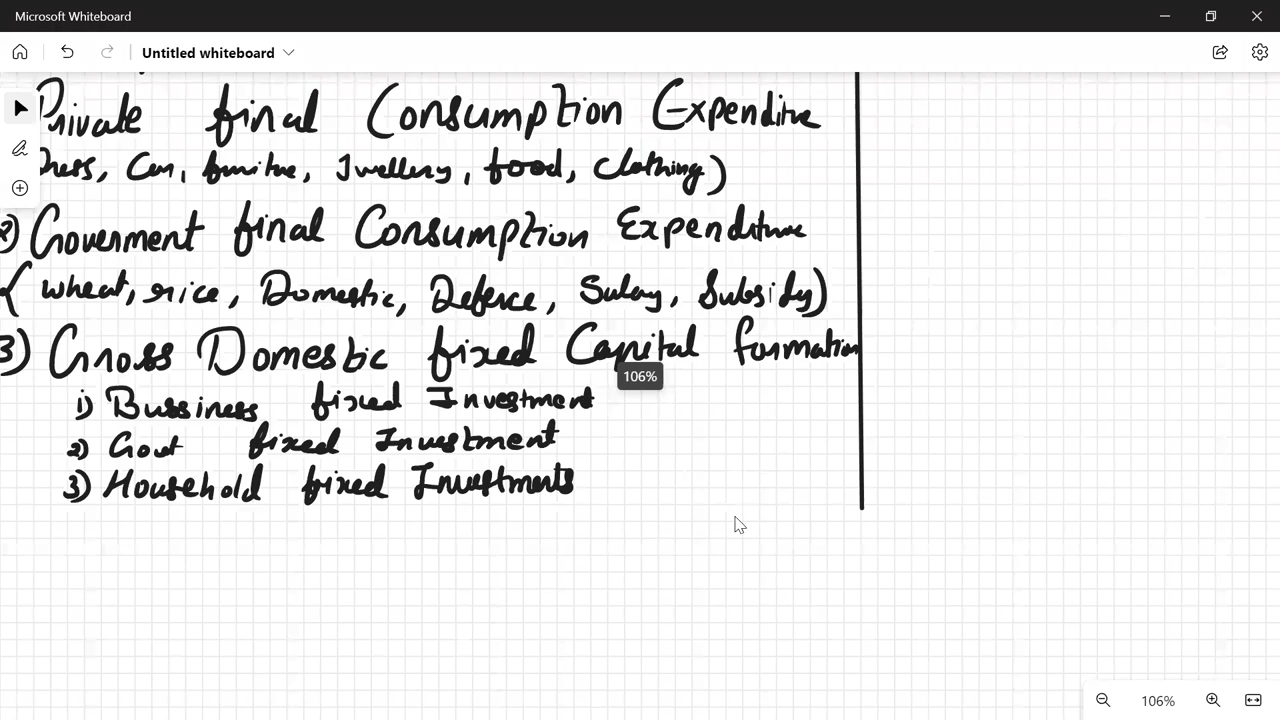 Microsoft Whiteboard
Untitled whiteboard
Private final Consumption Expenditure
Dress, Car, furniture, Jwellery, food, Clothing)
2) Goverment final Consumption Expenditure
( wheat, rice, Domestic, Defence, Salary, Subsidy)
3) Gross Domestic fixed Capital formation
106%
i) Bussiness fixed Investment
2) Govt fixed Investment
3) Household fixed Investments
106%